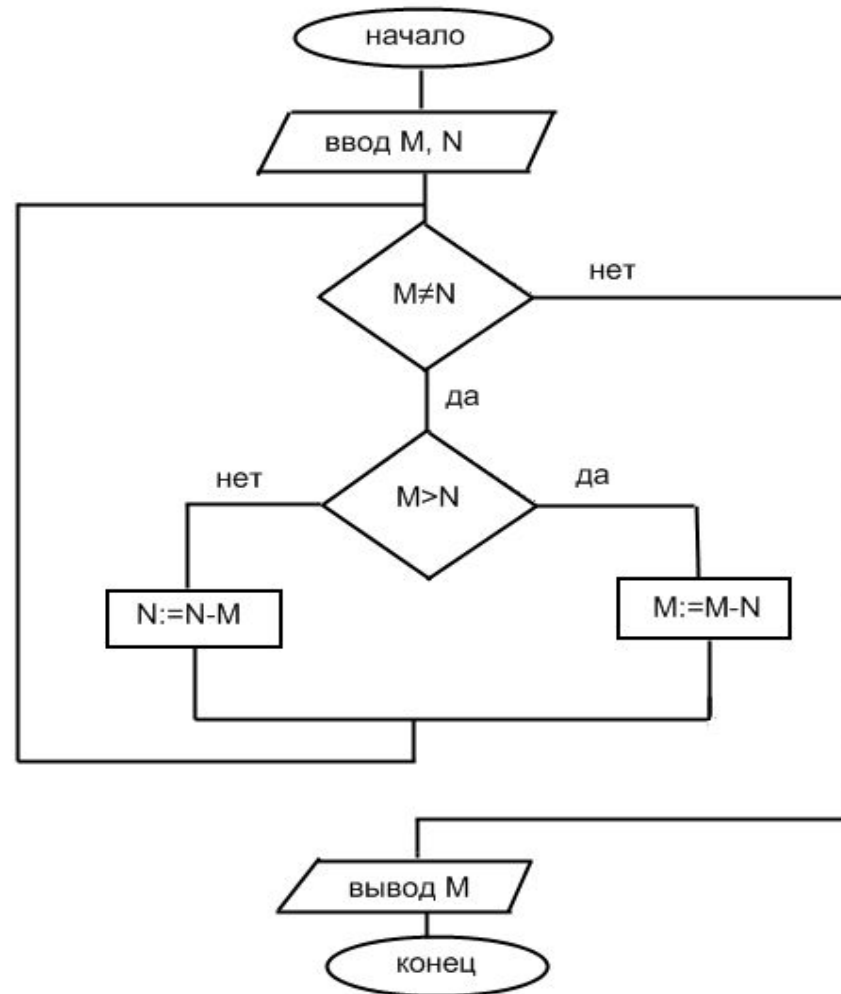 начало
ввод M, N
M≠N
нет
да
M>N
нет
да
N:=N-M
M:=M-N
вывод M
конец